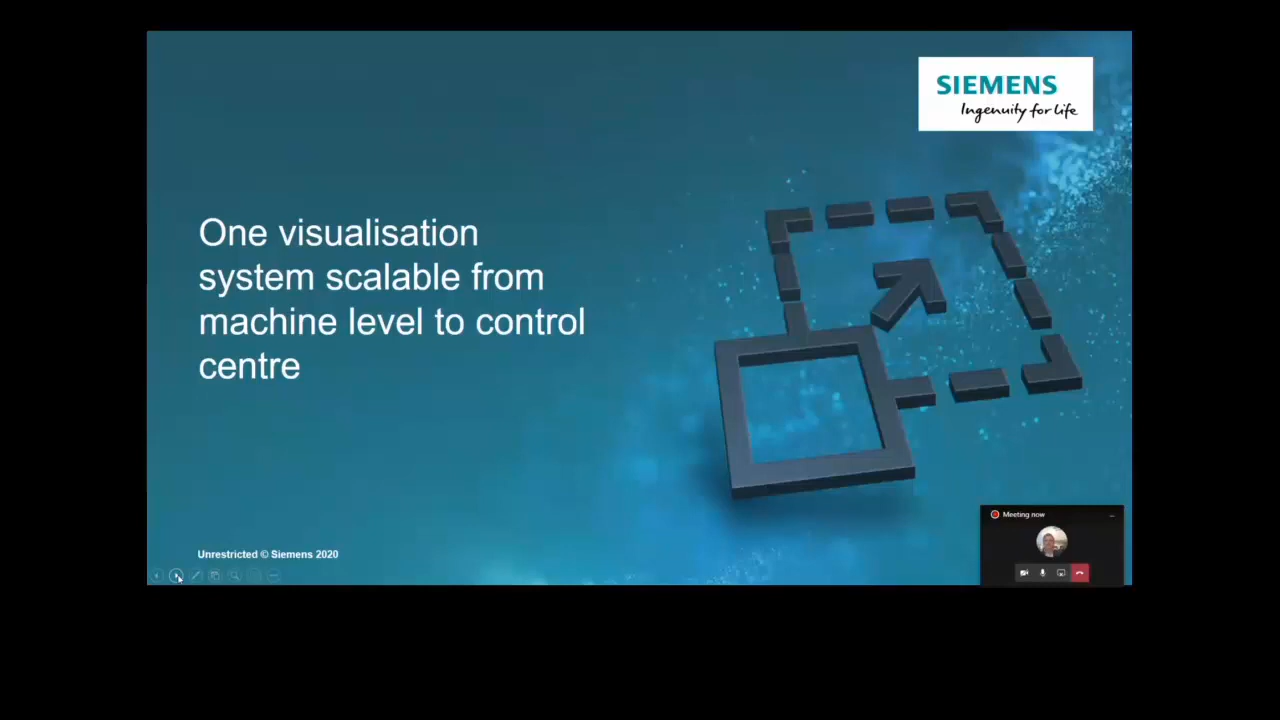 SIEMENS
Ingenuity for life
One visualisation
system scalable from
machine level to control
centre
Unrestricted © Siemens 2020
Meeting now